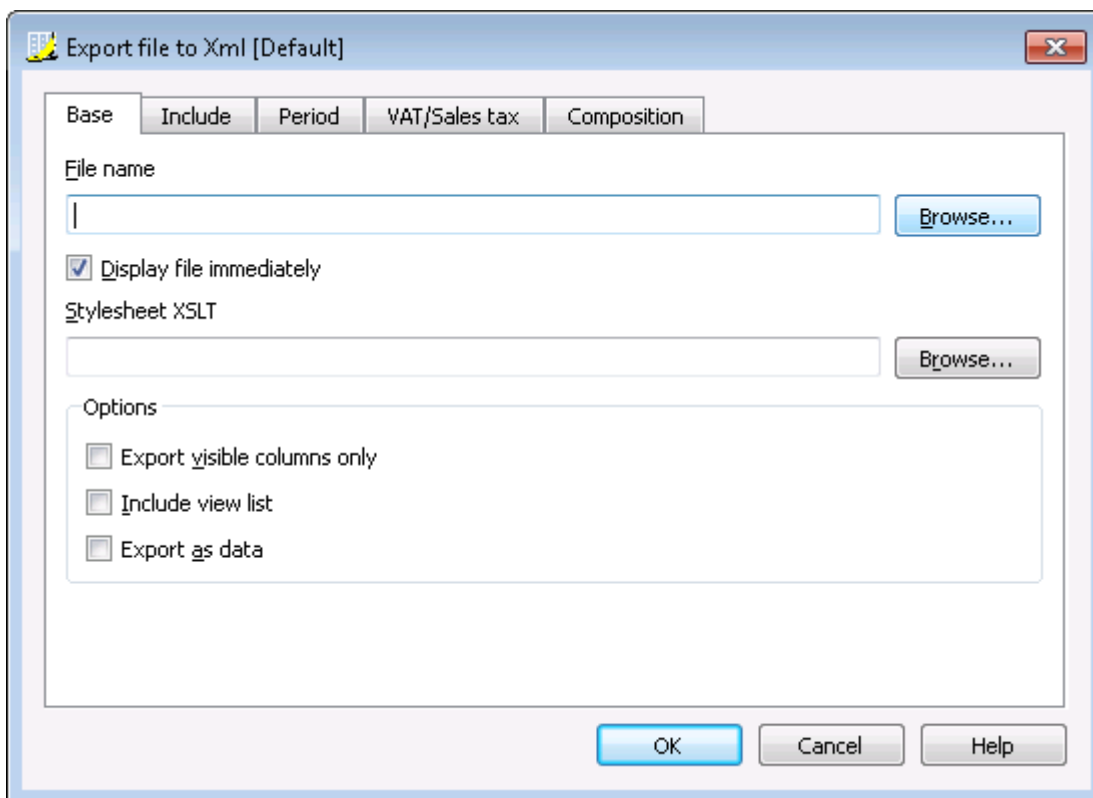 Export file to Xml [Default]
Base Include Period VAT/Sales tax Composition
File name
Browse...
Display file immediately
Stylesheet XSLT
Browse...
Options
Export visible columns only
Include view list
Export as data
OK Cancel Help